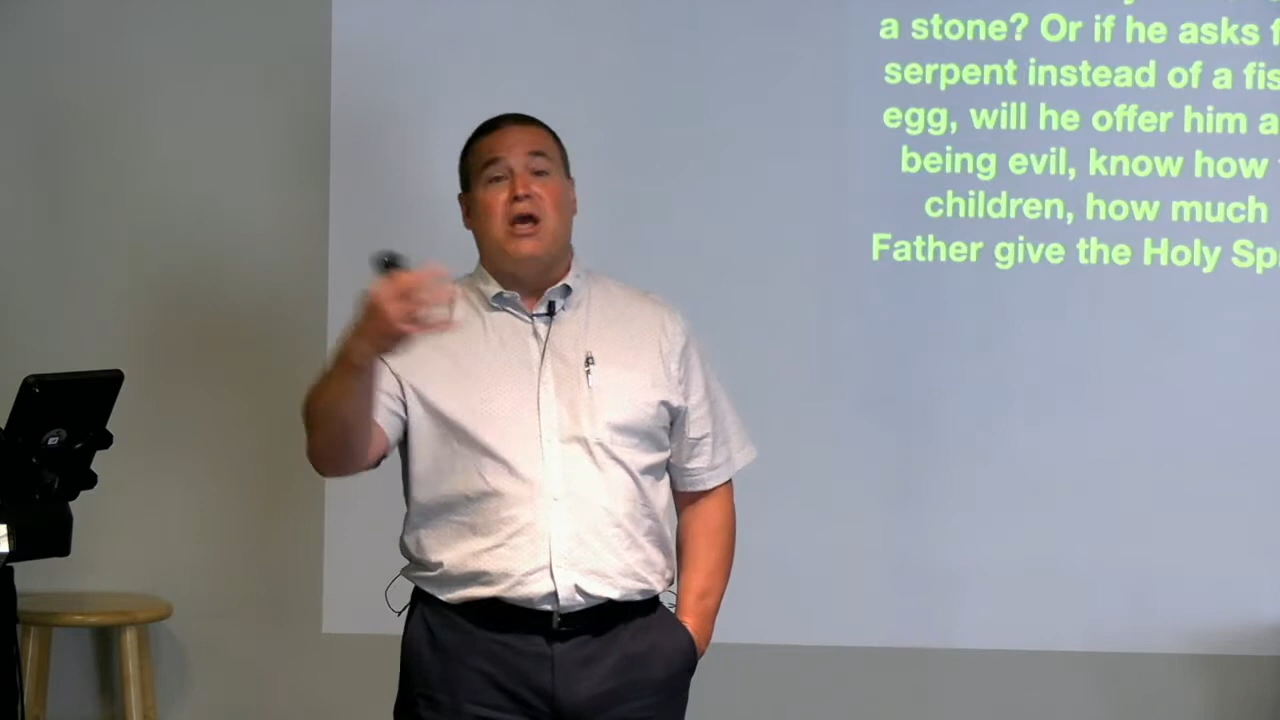 a stone? Or if he asks
serpent instead of a
egg, will he offer him
being evil, know how
children, how much
Father give the Holy